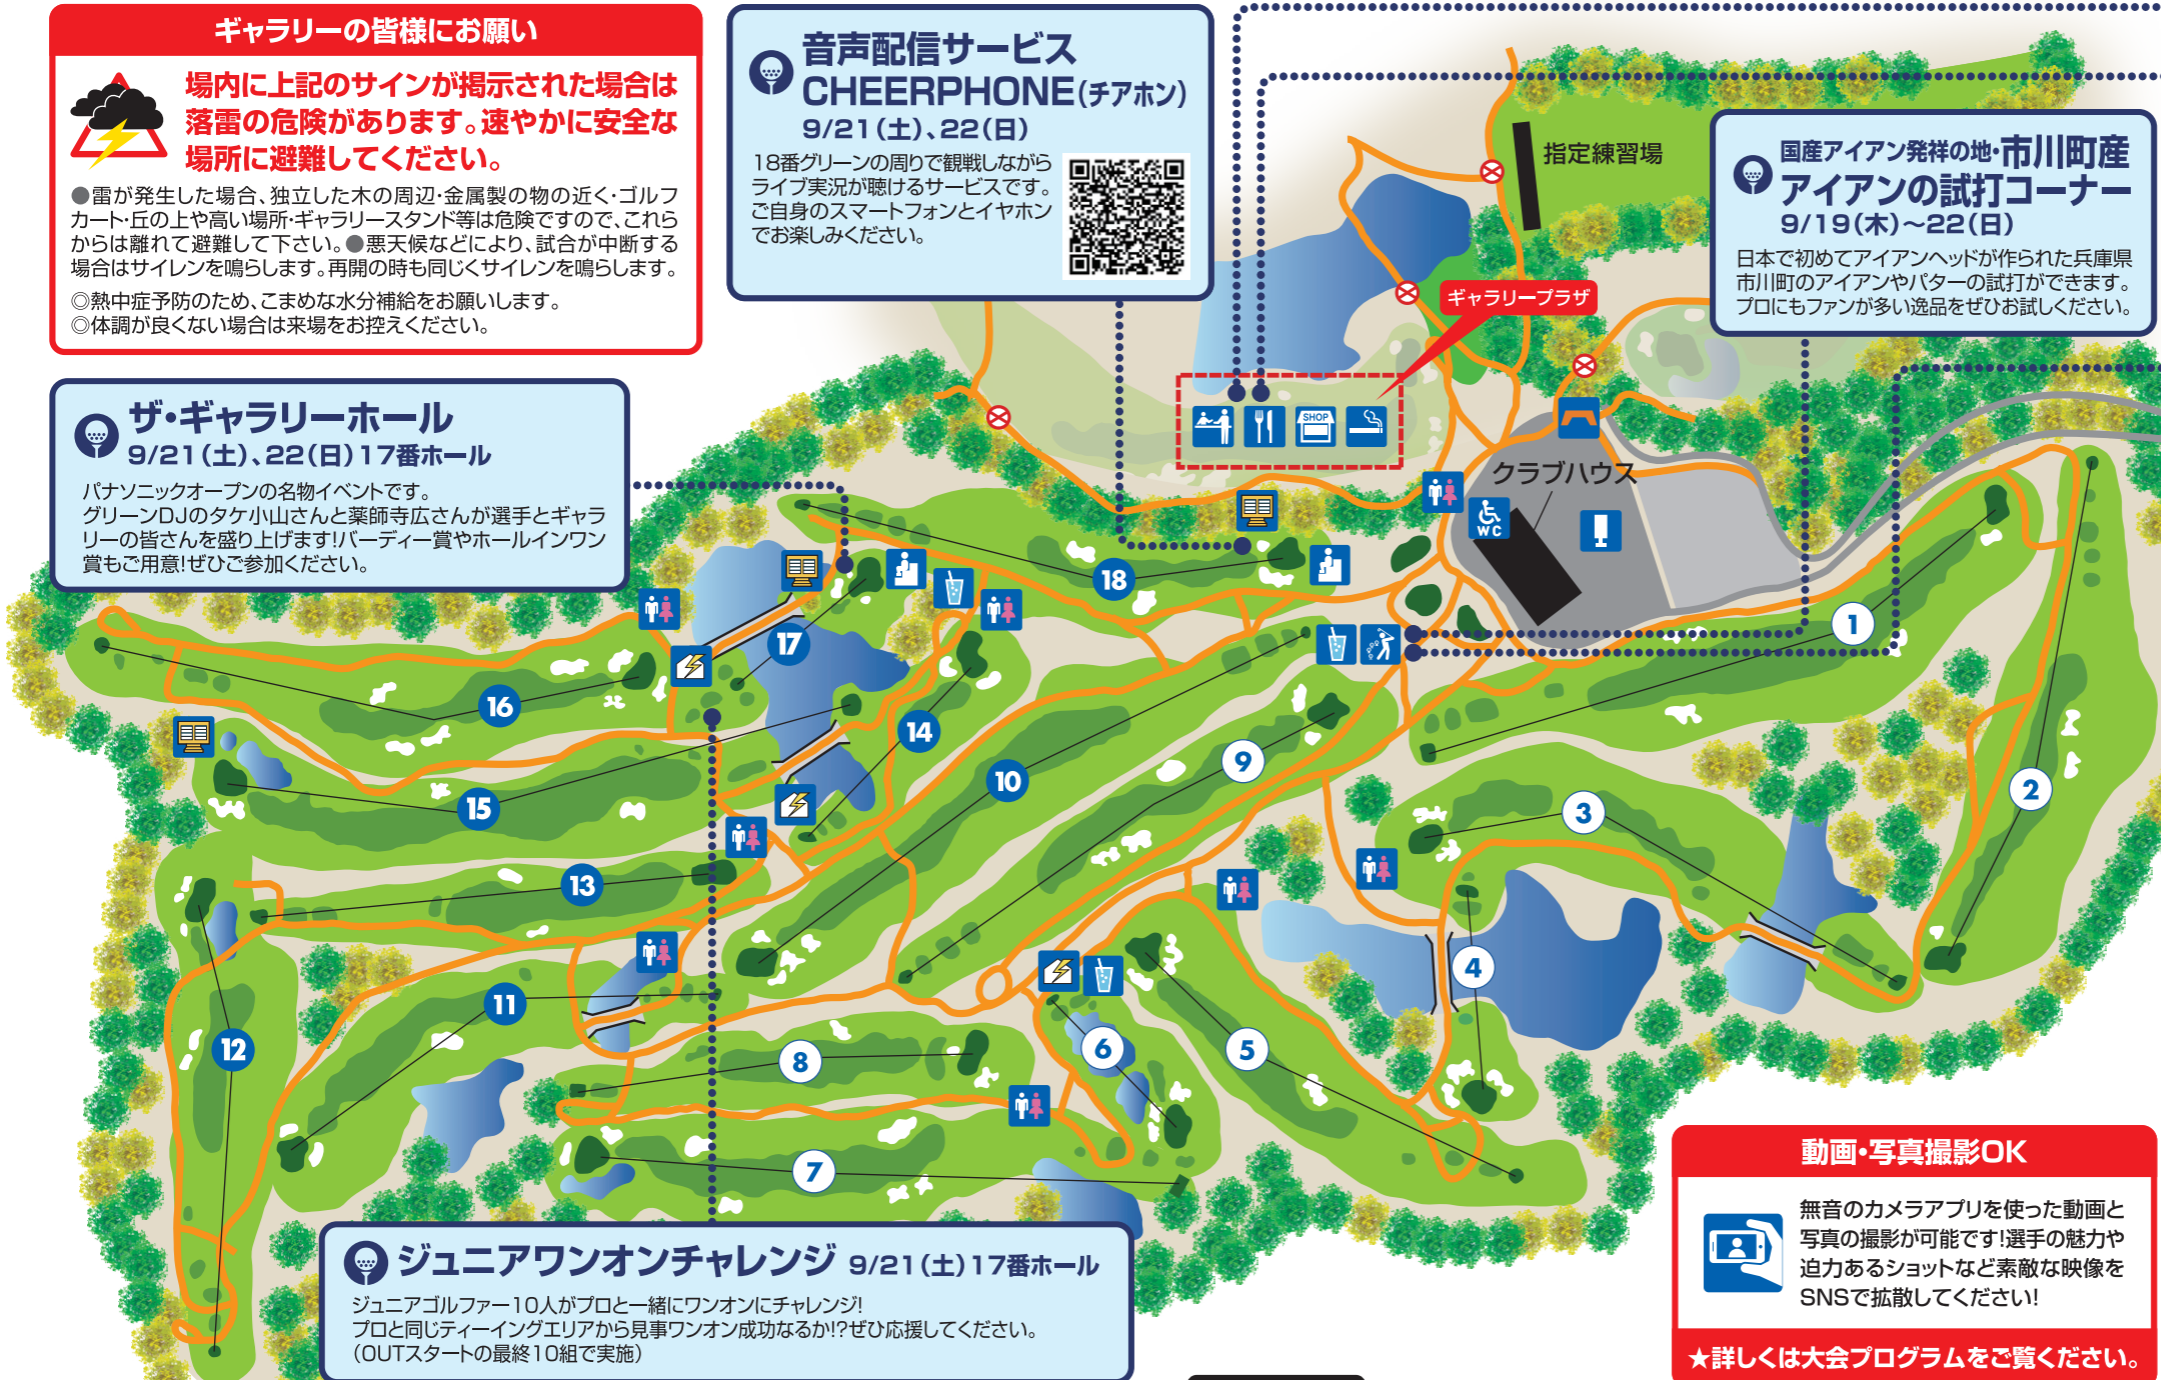 ギャラリーの皆様にお願い
場内に上記のサインが掲示された場合は
落雷の危険があります。速やかに安全な
場所に避難してください。
●雷が発生した場合、独立した木の周辺・金属製の物の近く・ゴルフ
カート・丘の上や高い場所・ギャラリースタンド等は危険ですので、これら
からは離れて避難して下さい。●悪天候などにより、試合が中断する
場合はサイレンを鳴らします。再開の時も同じくサイレンを鳴らします。
◎熱中症予防のため、こまめな水分補給をお願いします。
◎体調が良くない場合は来場をお控えください。
音声配信サービス
CHEERPHONE(チアホン)
9/21(土)、22(日)
18番グリーンの周りで観戦しながら
ライブ実況が聴けるサービスです。
ご自身のスマートフォンとイヤホン
でお楽しみください。
指定練習場
国産アイアン発祥の地・市川町産
アイアンの試打コーナー
9/19(木)〜22(日)
日本で初めてアイアンヘッドが作られた兵庫県
市川町のアイアンやパターの試打ができます。
プロにもファンが多い逸品をぜひお試しください。
ギャラリープラザ
SHOP
ザ・ギャラリーホール
9/21(土)、22(日)17番ホール
パナソニックオープンの名物イベントです。
グリーンDJのタケ小山さんと薬師寺広さんが選手とギャラ
リーの皆さんを盛り上げます!バーディー賞やホールインワン
賞もご用意!ぜひご参加ください。
クラブハウス
WC
18
17
1
16
14
9
10
15
2
3
13
4
11
12
8
6
5
7
ジュニアワンオンチャレンジ 9/21(土)17番ホール
ジュニアゴルファー10人がプロと一緒にワンオンにチャレンジ!
プロと同じティーイングエリアから見事ワンオン成功なるか!?ぜひ応援してください。
(OUTスタートの最終10組で実施)
動画・写真撮影OK
無音のカメラアプリを使った動画と
写真の撮影が可能です!選手の魅力や
迫力あるショットなど素敵な映像を
SNSで拡散してください!
★詳しくは大会プログラムをご覧ください。